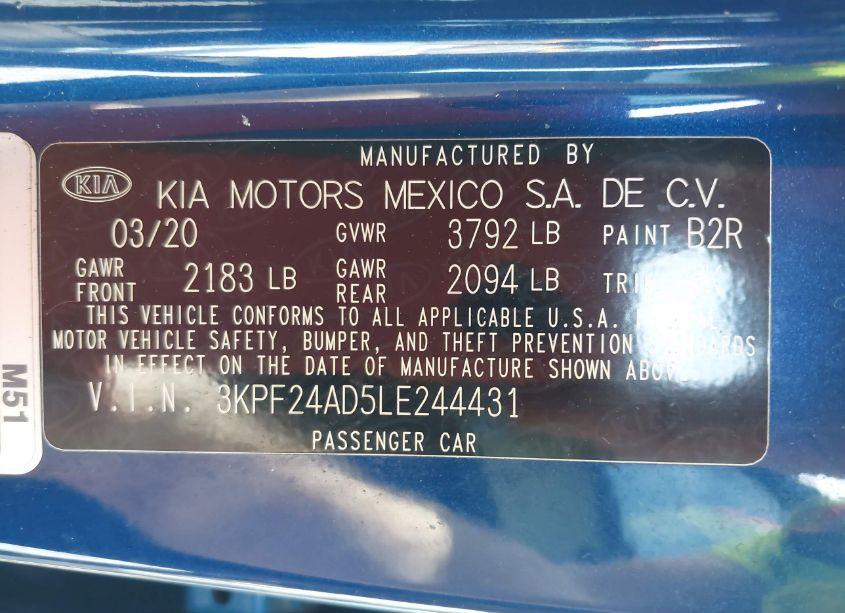 MANUFACTURED BY
KIA KIA MOTORS MEXICO S.A. DE C.V.
03/20 GVWR 3792 LB PAINT B2R
GAWR FRONT 2183 LB GAWR REAR 2094 LB
THIS VEHICLE CONFORMS TO ALL APPLICABLE U.S.A.
MOTOR VEHICLE SAFETY, BUMPER, AND THEFT PREVENTION STANDARDS
IN EFFECT ON THE DATE OF MANUFACTURE SHOWN ABOVE.
V.I.N. 3KPF24AD5LE244431
PASSENGER CAR
M51